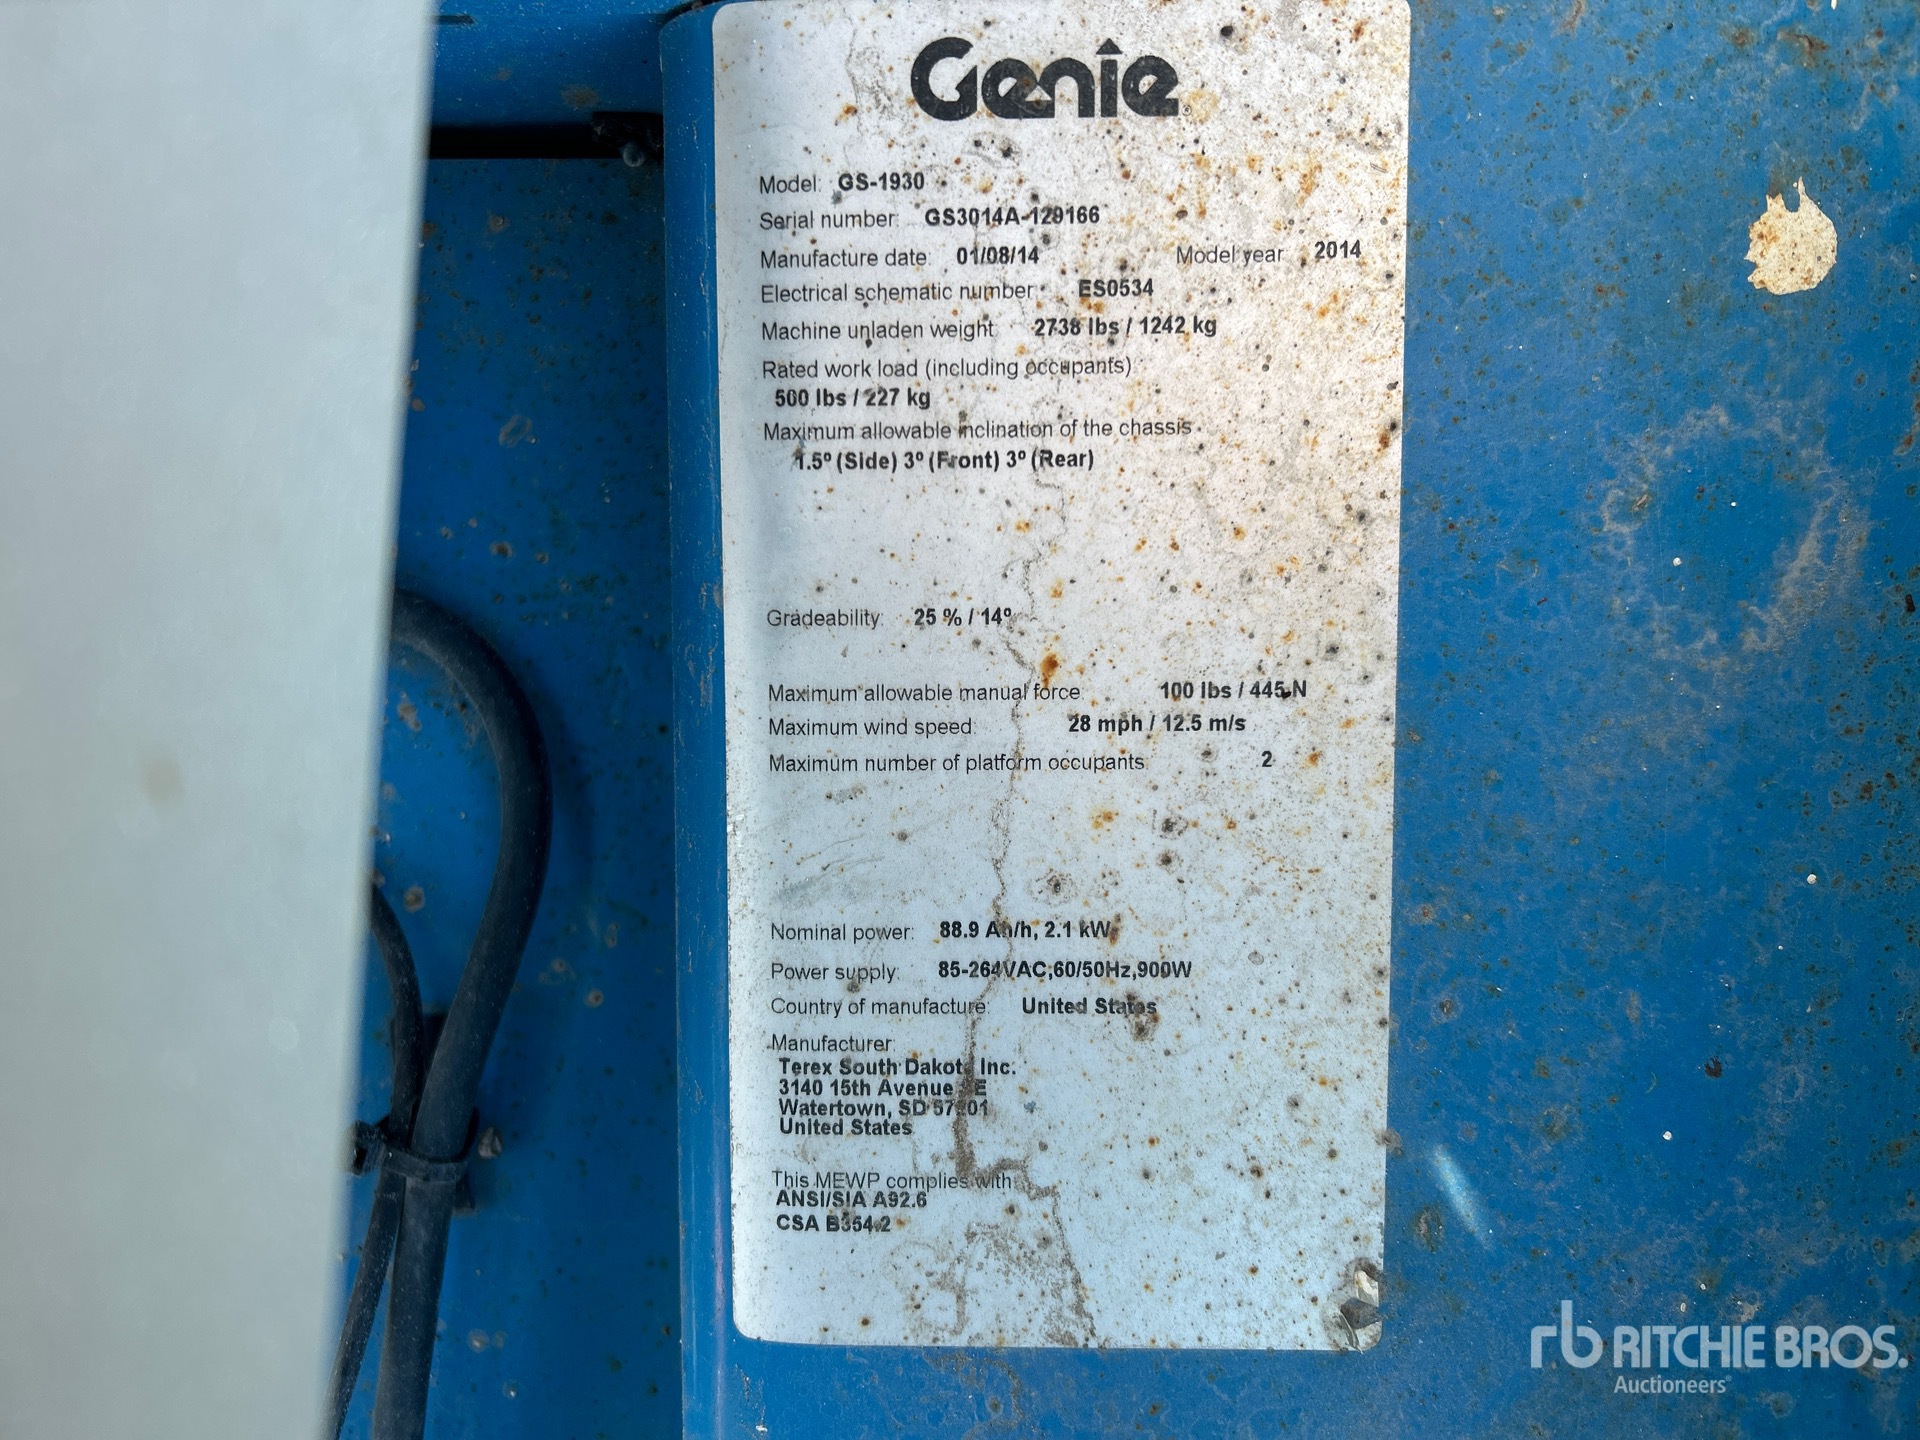 Genie
Model: GS-1930
Serial number: GS3014A-129166
Manufacture date: 01/08/14 Model year 2014
Electrical schematic number: ES0534
Machine unladen weight: 2738 lbs / 1242 kg
Rated work load (including occupants):
500 lbs / 227 kg
Maximum allowable inclination of the chassis
1.5º (Side) 3º (Front) 3º (Rear)
Gradeability: 25 % / 14º
Maximum allowable manual force: 100 lbs / 445 N
Maximum wind speed: 28 mph / 12.5 m/s
Maximum number of platform occupants: 2
Nominal power: 88.9 Ah/h, 2.1 kW
Power supply: 85-264VAC,60/50Hz,900W
Country of manufacture: United States
Manufacturer:
Terex South Dakota Inc.
3140 15th Avenue
Watertown, SD
United States
This MEWP complies with:
ANSI/SIA A92.6
CSA B354.2
rb RITCHIE BROS.
Auctioneers